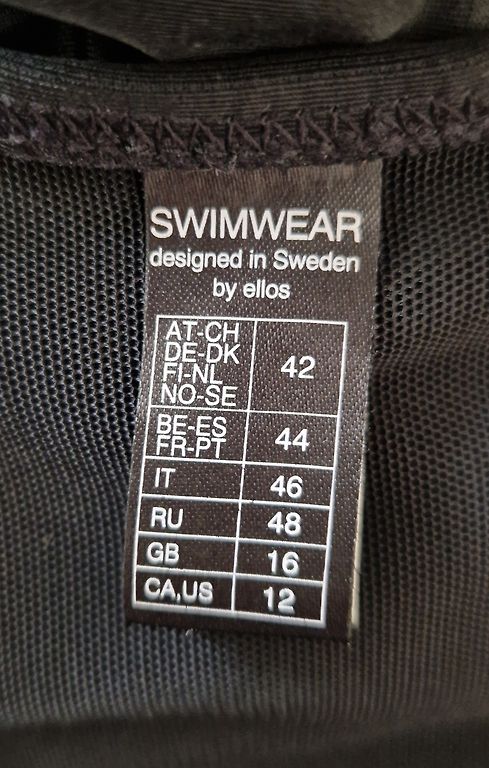 SWIMWEAR
designed in Sweden
by ellos
AT-CH
DE-DK
FI-NL
NO-SE
42
BE-ES
FR-PT
44
IT 46
RU 48
GB 16
CA,US 12